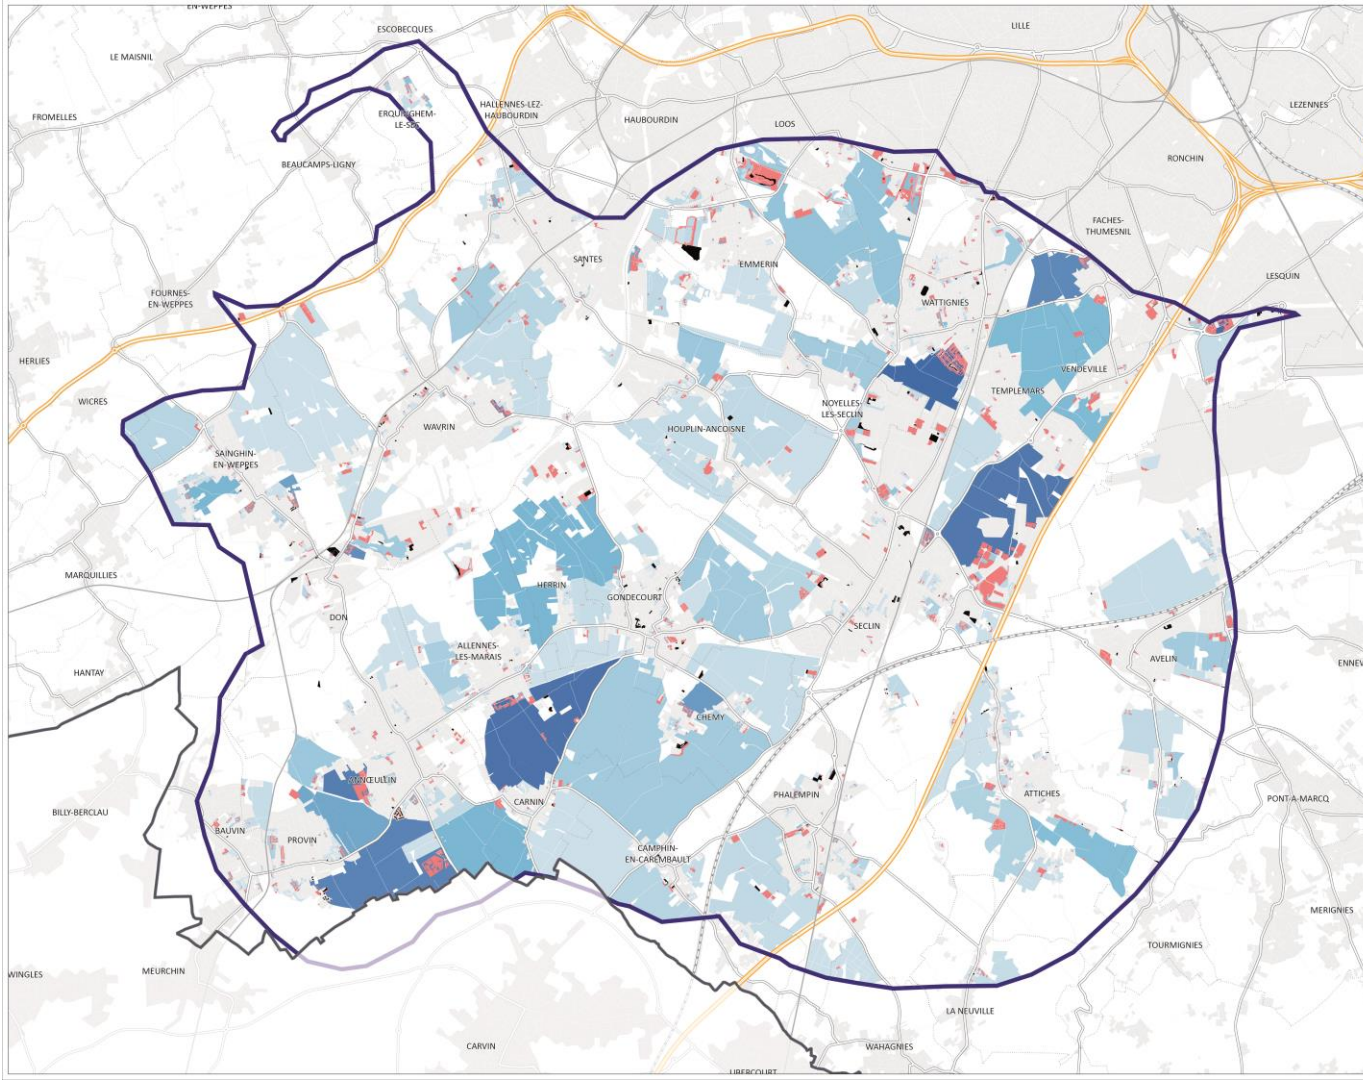 EN-WEPPES
ESCOBECQUES
LILLE
LE MAISNIL
HALLENNES-LEZ-
HAUBOURDIN
LEZENNES
FROMELLES
ERQUINGHEM-
LE-SEC
HAUBOURDIN
LOOS
BEAUCAMPS-LIGNY
RONCHIN
FACHES-
THUMESNIL
SANTES
EMMERIN
LESQUIN
FOURNES-
EN-WEPPES
WATTIGNIES
HERLIES
VENDEVILLE
TEMPLEMARS
WICRES
NOYELLES-
LES-SECLIN
WAVRIN
HOUPLIN-ANCOISNE
SAINGHIN-
EN-WEPPES
MARQUILLIES
HERRIN
GONDECOURT
DON
SECLIN
ALLENNES-
LES-MARAIS
AVELIN
ENNEV
HANTAY
CHEMY
ANNŒULLIN
PHALEMPIN
ATTICHES
PONT-A-MARCQ
CARNIN
BILLY-BERCLAU
BAUVIN
PROVIN
CAMPHIN-
EN-CAREMBAULT
MERIGNIES
TOURMIGNIES
WINGLES
MEURCHIN
LA NEUVILLE
CARVIN
WAHAGNIES
LIBERCOURT